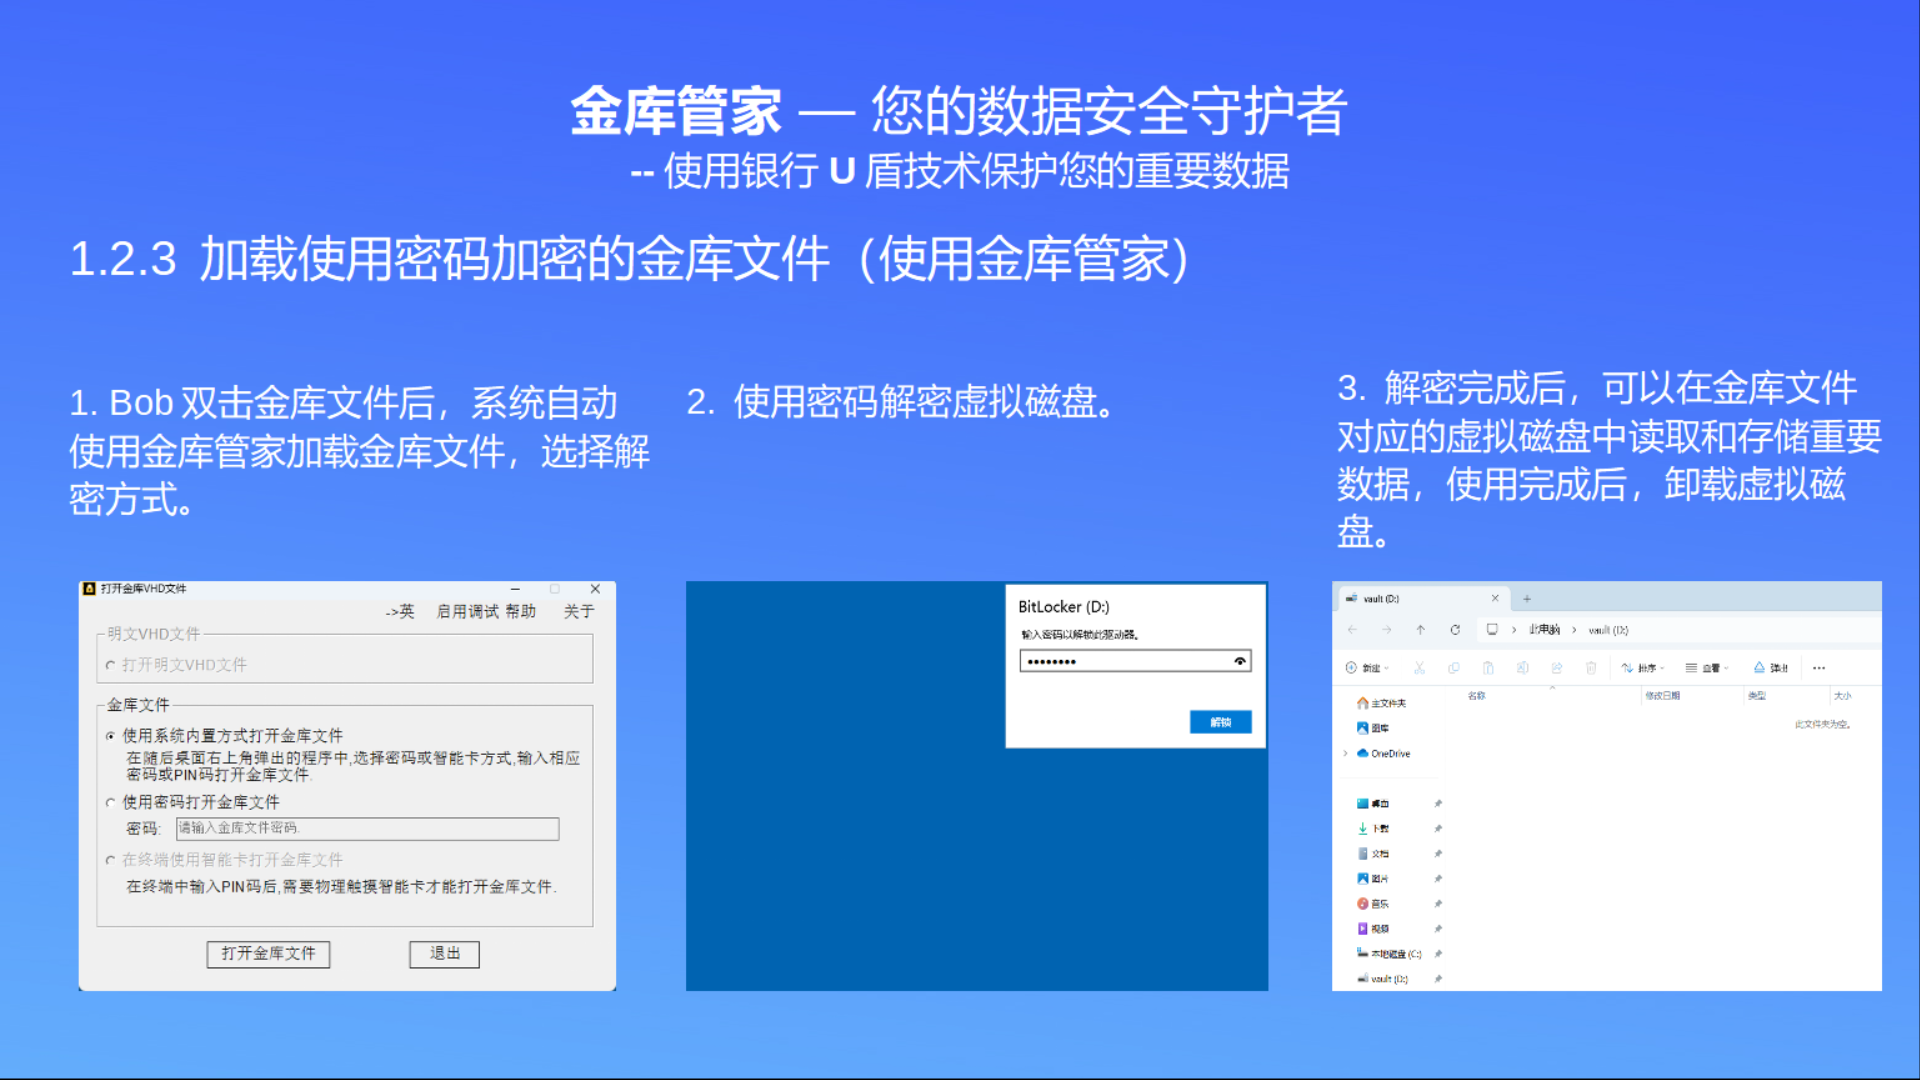 金库管家 — 您的数据安全守护者
-- 使用银行 U 盾技术保护您的重要数据
1.2.3 加载使用密码加密的金库文件（使用金库管家）
1. Bob 双击金库文件后，系统自动
使用金库管家加载金库文件，选择解
密方式。
2. 使用密码解密虚拟磁盘。
3. 解密完成后，可以在金库文件
对应的虚拟磁盘中读取和存储重要
数据，使用完成后，卸载虚拟磁
盘。
打开金库VHD文件
->英 启用调试 帮助 关于
明文VHD文件
打开明文VHD文件
金库文件
使用系统内置方式打开金库文件
在随后桌面右上角弹出的程序中,选择密码或智能卡方式,输入相应
密码或PIN码打开金库文件.
使用密码打开金库文件
密码: 请输入金库文件密码.
在终端使用智能卡打开金库文件
在终端中输入PIN码后,需要物理触摸智能卡才能打开金库文件.
打开金库文件 退出
BitLocker (D:)
输入密码以解锁此驱动器。
••••••••
解锁
vault (D:)
此电脑 > vault (D:)
新建 排序 查看 弹出 ...
名称 修改日期 类型 大小
此文件夹为空。
主文件夹
图库
OneDrive
桌面
下载
文档
图片
音乐
视频
本地磁盘 (C:)
vault (D:)